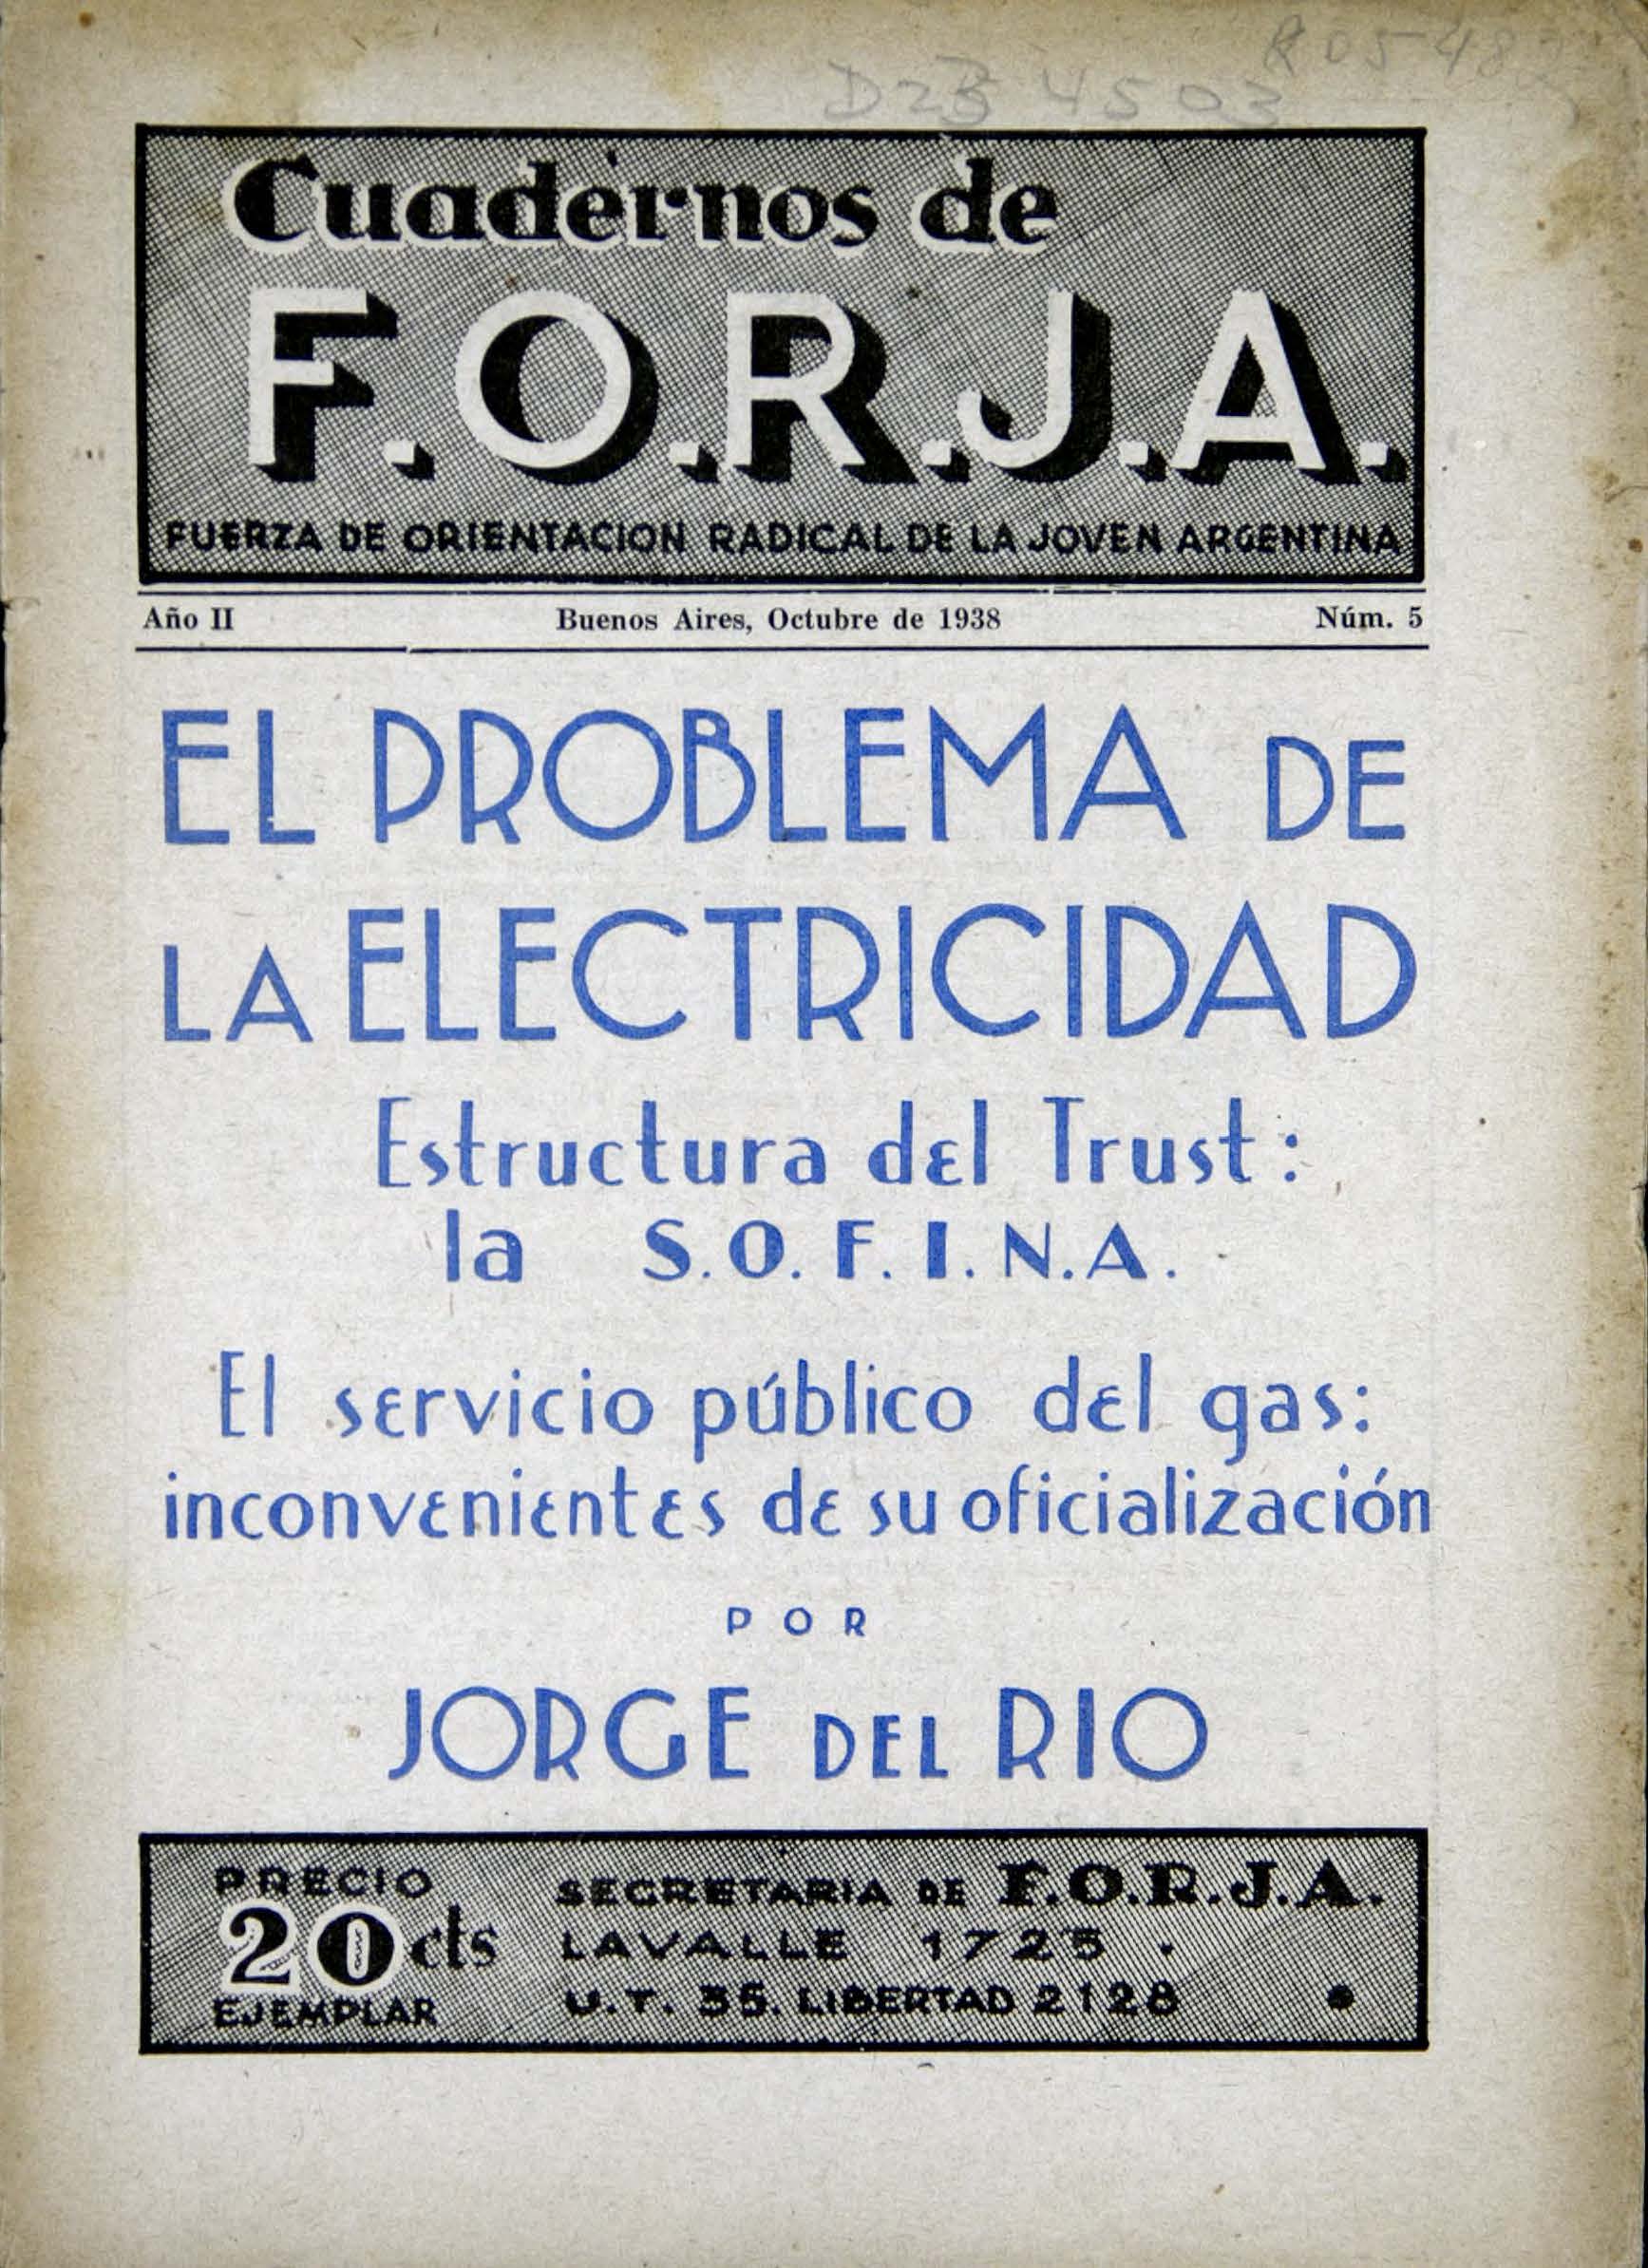 D2B 4503
Cuadernos de
F.O.R.J.A.
FUERZA DE ORIENTACION RADICAL DE LA JOVEN ARGENTINA
Año II Buenos Aires, Octubre de 1938 Núm. 5
EL PROBLEMA DE
LA ELECTRICIDAD
Estructura del Trust:
la S.O.F.I.N.A.
El servicio público del gas:
inconvenientes de su oficialización
POR
JORGE DEL RIO
PRECIO
20 cts
EJEMPLAR
SECRETARIA DE F.O.R.J.A.
LAVALLE 1725
U.T. 35. LIBERTAD 2128